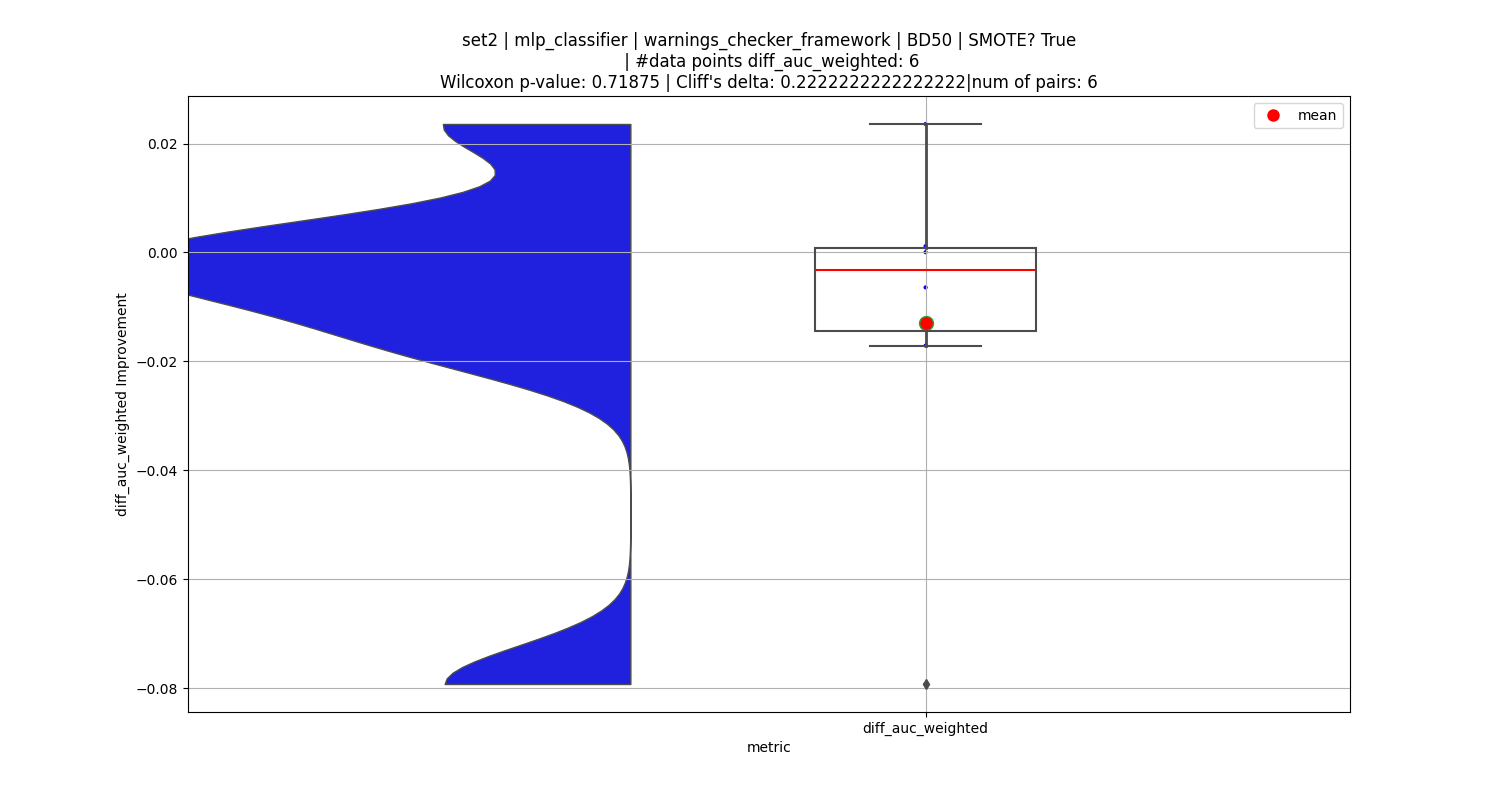 set2 | mlp_classifier | warnings_checker_framework | BD50 | SMOTE? True
| #data points diff_auc_weighted: 6
Wilcoxon p-value: 0.71875 | Cliff's delta: 0.2222222222222222|num of pairs: 6
mean
0.02
0.00
−0.02
−0.04
−0.06
−0.08
diff_auc_weighted Improvement
diff_auc_weighted
metric